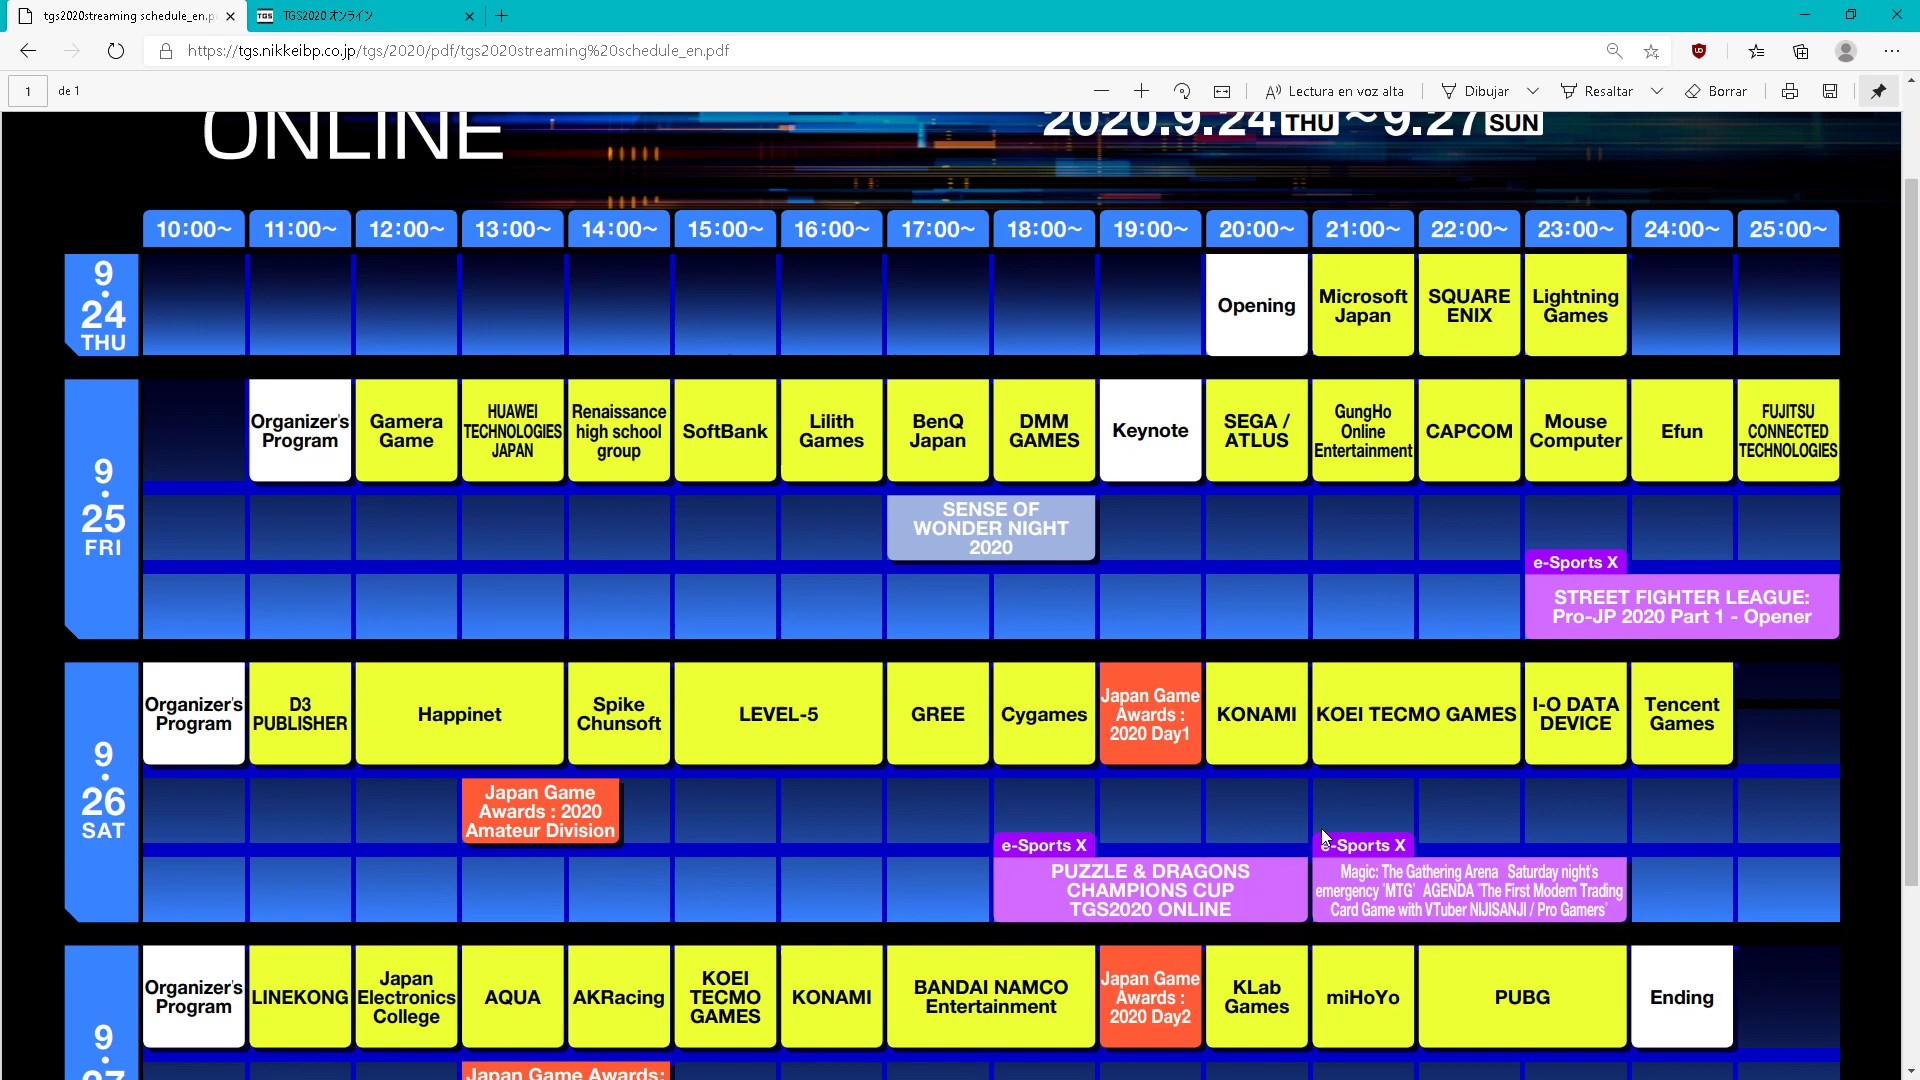 tgs2020streaming schedule_en.p
TGS
TGS2020 オンライン
https://tgs.nikkeibp.co.jp/tgs/2020/pdf/tgs2020streaming%20schedule_en.pdf
1 de 1
Lectura en voz alta
Dibujar
Resaltar
Borrar
ONLINE
2020.9.24THU~9.27SUN
10:00~ 11:00~ 12:00~ 13:00~ 14:00~ 15:00~ 16:00~ 17:00~ 18:00~ 19:00~ 20:00~ 21:00~ 22:00~ 23:00~ 24:00~ 25:00~
9
・
24
THU
Opening
Microsoft
Japan
SQUARE
ENIX
Lightning
Games
9
・
25
FRI
Organizer's
Program
Gamera
Game
HUAWEI
TECHNOLOGIES
JAPAN
Renaissance
high school
group
SoftBank
Lilith
Games
BenQ
Japan
DMM
GAMES
Keynote
SEGA /
ATLUS
GungHo
Online
Entertainment
CAPCOM
Mouse
Computer
Efun
FUJITSU
CONNECTED
TECHNOLOGIES
SENSE OF
WONDER NIGHT
2020
e-Sports X
STREET FIGHTER LEAGUE:
Pro-JP 2020 Part 1 - Opener
9
・
26
SAT
Organizer's
Program
D3
PUBLISHER
Happinet
Spike
Chunsoft
LEVEL-5
GREE
Cygames
Japan Game
Awards :
2020 Day1
KONAMI
KOEI TECMO GAMES
I-O DATA
DEVICE
Tencent
Games
Japan Game
Awards : 2020
Amateur Division
e-Sports X
PUZZLE & DRAGONS
CHAMPIONS CUP
TGS2020 ONLINE
e-Sports X
Magic: The Gathering Arena Saturday night's
emergency "MTG" AGENDA "The First Modern Trading
Card Game with VTuber NIJISANJI / Pro Gamers"
9
・
27
Organizer's
Program
LINEKONG
Japan
Electronics
College
AQUA
AKRacing
KOEI
TECMO
GAMES
KONAMI
BANDAI NAMCO
Entertainment
Japan Game
Awards :
2020 Day2
KLab
Games
miHoYo
PUBG
Ending
Japan Game Awards: